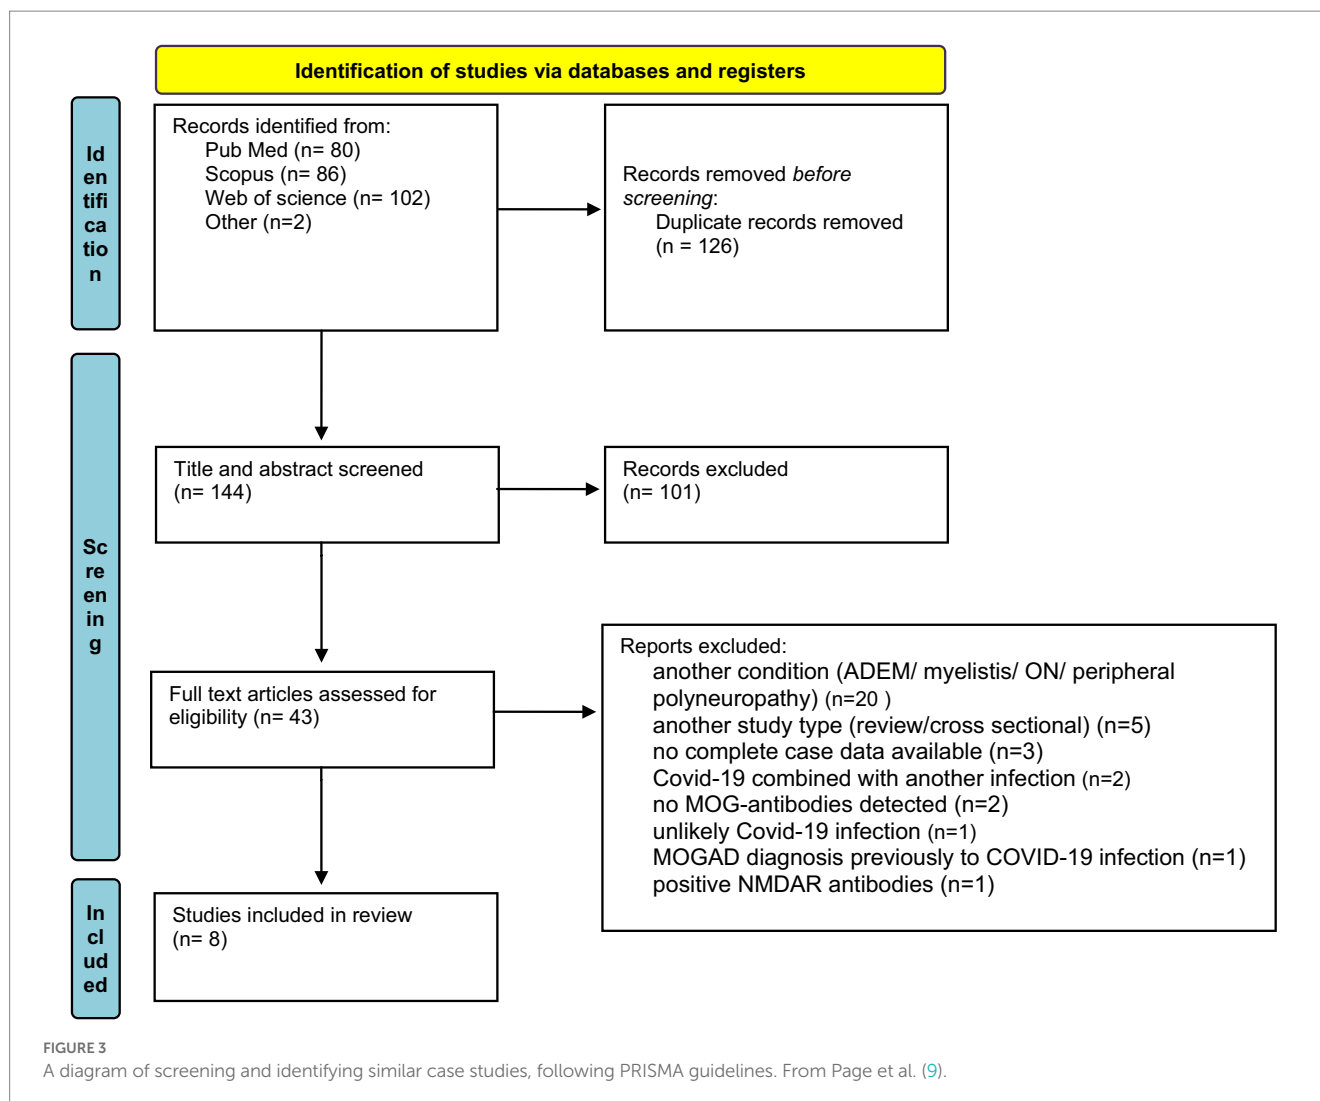 Identification of studies via databases and registers
Id
en
tifi
ca
tio
n
Records identified from:
Pub Med (n= 80)
Scopus (n= 86)
Web of science (n= 102)
Other (n=2)
Records removed before
screening:
Duplicate records removed
(n = 126)
Sc
re
en
in
g
Title and abstract screened
(n= 144)
Records excluded
(n= 101)
Full text articles assessed for
eligibility (n= 43)
Reports excluded:
another condition (ADEM/ myelistis/ ON/ peripheral
polyneuropathy) (n=20 )
another study type (review/cross sectional) (n=5)
no complete case data available (n=3)
Covid-19 combined with another infection (n=2)
no MOG-antibodies detected (n=2)
unlikely Covid-19 infection (n=1)
MOGAD diagnosis previously to COVID-19 infection (n=1)
positive NMDAR antibodies (n=1)
In
cl
ud
ed
Studies included in review
(n= 8)
FIGURE 3
A diagram of screening and identifying similar case studies, following PRISMA guidelines. From Page et al. (9).